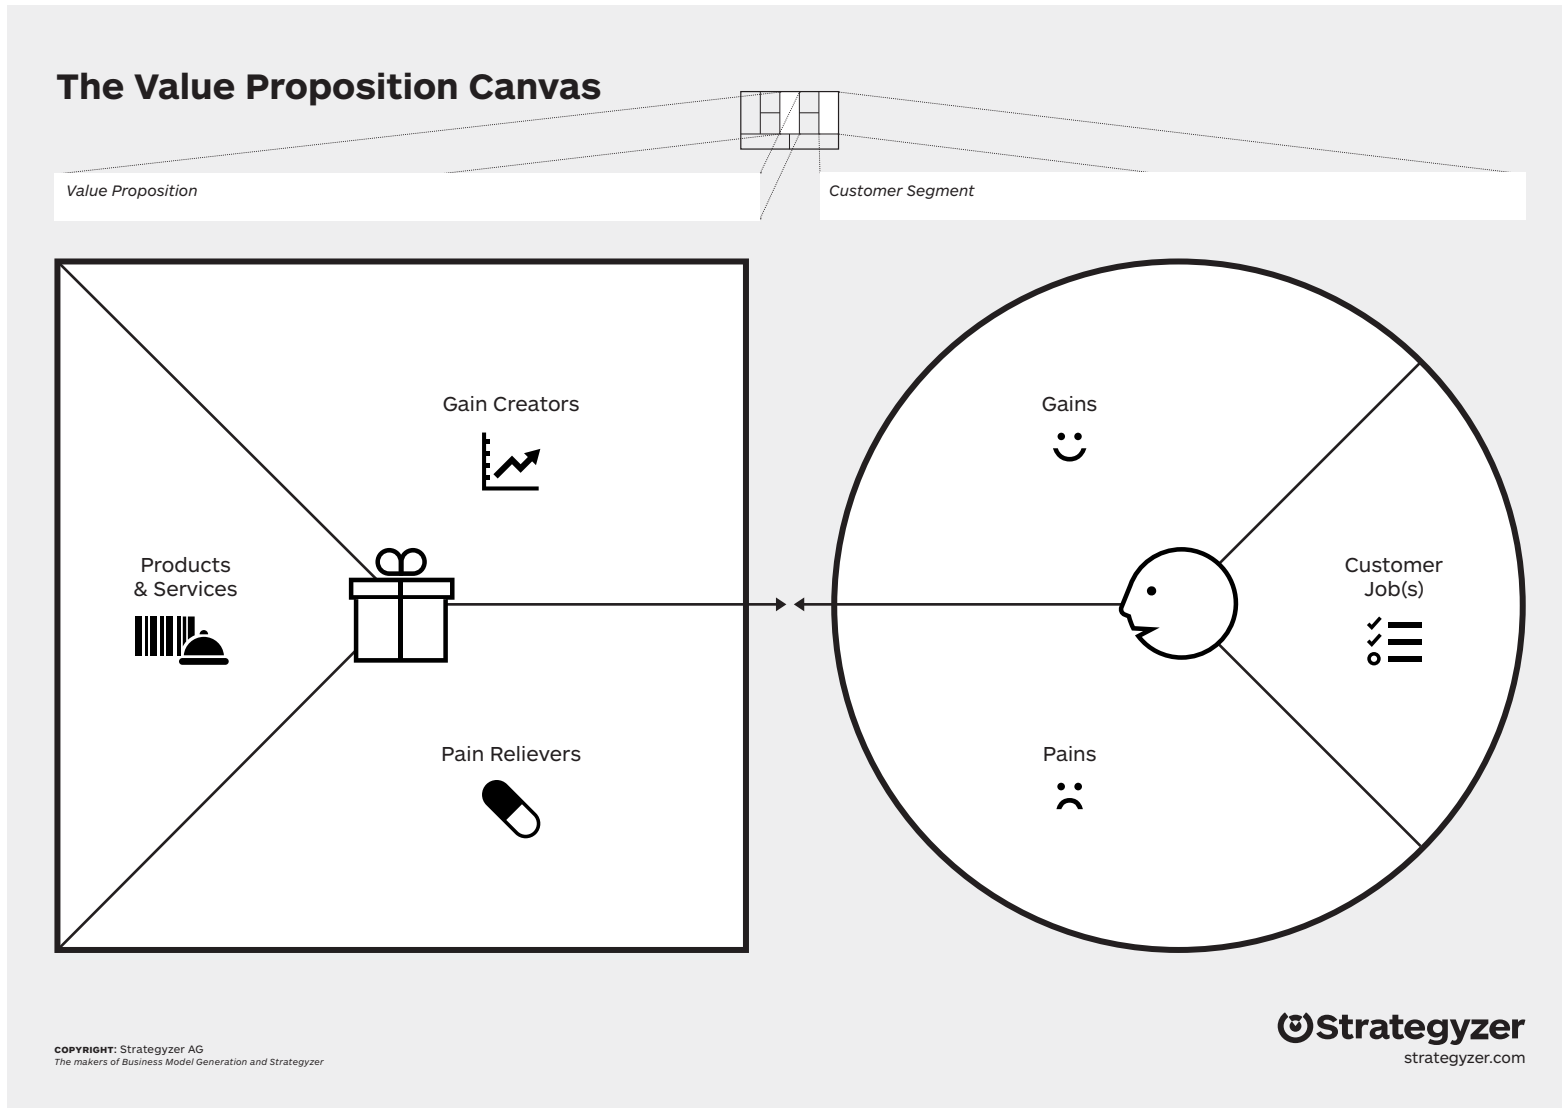 The Value Proposition Canvas
Value Proposition
Customer Segment
Gain Creators
Gains
Products
& Services
Customer
Job(s)
Pain Relievers
Pains
COPYRIGHT: Strategyzer AG
The makers of Business Model Generation and Strategyzer
Strategyzer
strategyzer.com